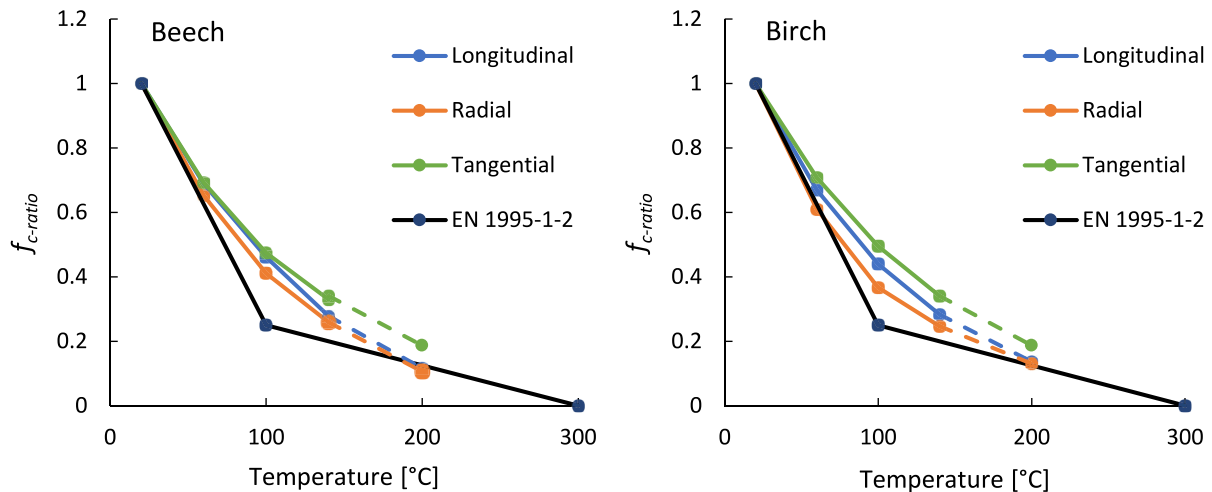 Beech
1.2
1
0.8
0.6
0.4
0.2
0
f c-ratio
Longitudinal
Radial
Tangential
EN 1995-1-2
0
100
200
300
Temperature [°C]
Birch
1.2
1
0.8
0.6
0.4
0.2
0
f c-ratio
Longitudinal
Radial
Tangential
EN 1995-1-2
0
100
200
300
Temperature [°C]